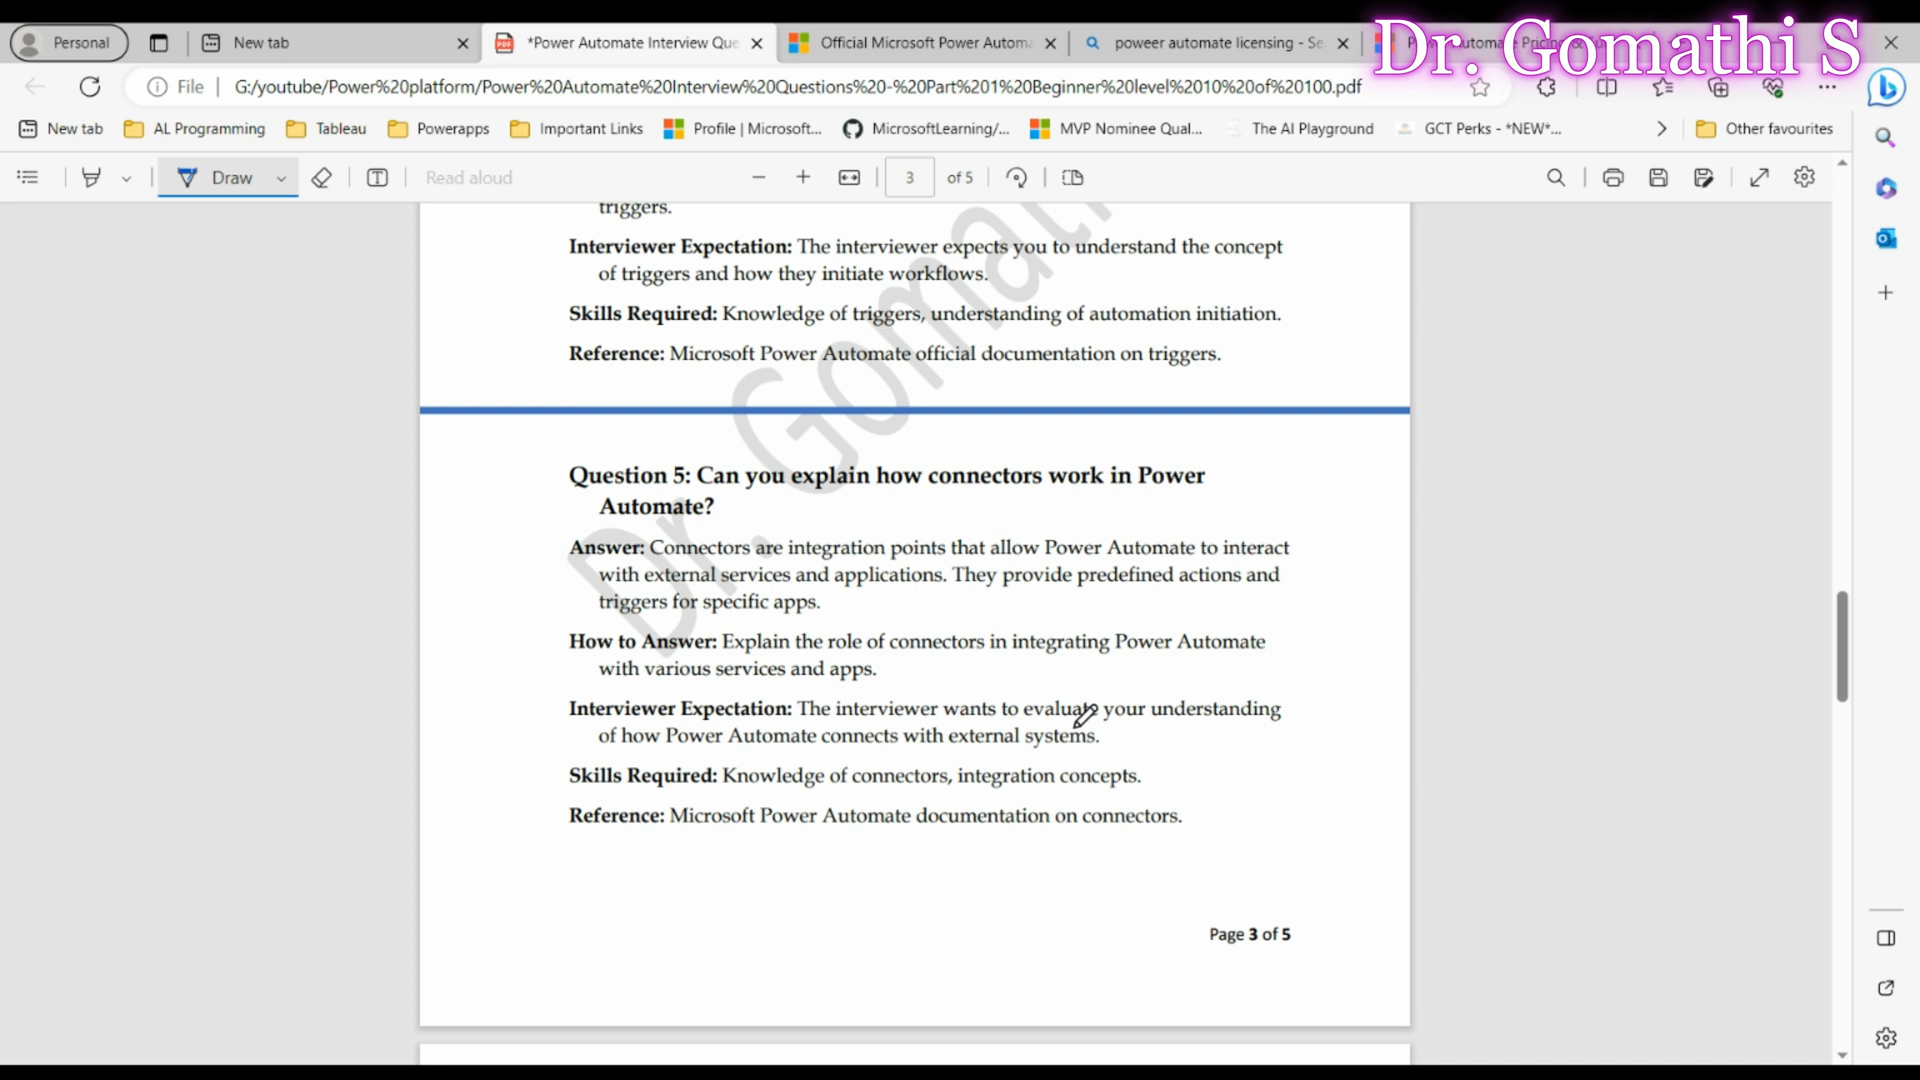 Dr. Gomathi S
Personal
New tab
*Power Automate Interview Que
Official Microsoft Power Autom
poweer automate licensing - Se
File
G:/youtube/Power%20platform/Power%20Automate%20Interview%20Questions%20-%20Part%201%20Beginner%20level%2010%20of%20100.pdf
New tab
AL Programming
Tableau
Powerapps
Important Links
Profile | Microsoft...
MicrosoftLearning/...
MVP Nominee Qual...
The AI Playground
GCT Perks - *NEW*...
Other favourites
Draw
Read aloud
3
of 5
triggers.
Interviewer Expectation: The interviewer expects you to understand the concept
of triggers and how they initiate workflows.
Skills Required: Knowledge of triggers, understanding of automation initiation.
Reference: Microsoft Power Automate official documentation on triggers.
Question 5: Can you explain how connectors work in Power
Automate?
Answer: Connectors are integration points that allow Power Automate to interact
with external services and applications. They provide predefined actions and
triggers for specific apps.
How to Answer: Explain the role of connectors in integrating Power Automate
with various services and apps.
Interviewer Expectation: The interviewer wants to evaluate your understanding
of how Power Automate connects with external systems.
Skills Required: Knowledge of connectors, integration concepts.
Reference: Microsoft Power Automate documentation on connectors.
Page 3 of 5
Dr. Gomath